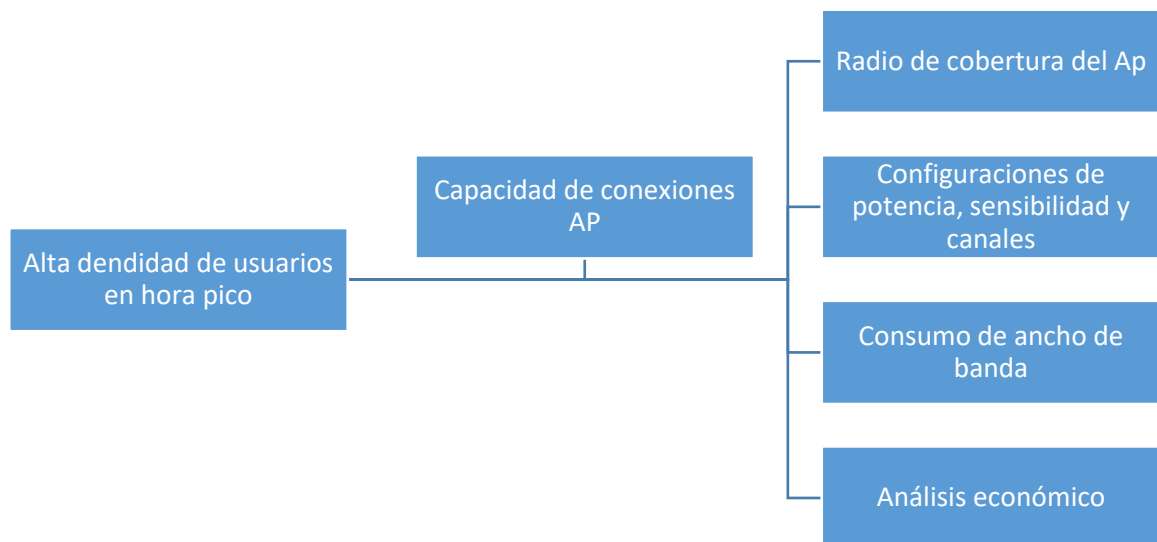 Alta dendidad de usuarios
en hora pico
Capacidad de conexiones
AP
Radio de cobertura del Ap
Configuraciones de
potencia, sensibilidad y
canales
Consumo de ancho de
banda
Análisis económico